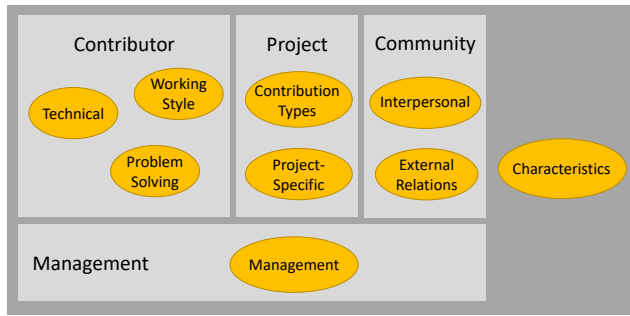 Contributor
Technical
Working
Style
Problem
Solving
Project
Contribution
Types
Project-
Specific
Community
Interpersonal
External
Relations
Characteristics
Management
Management